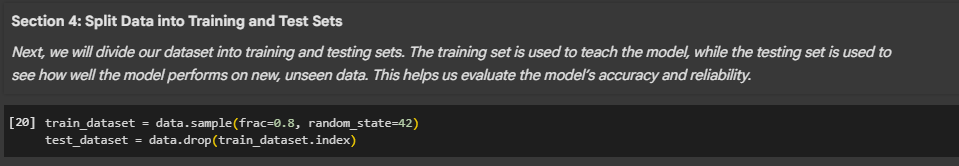 Section 4: Split Data into Training and Test Sets
Next, we will divide our dataset into training and testing sets. The training set is used to teach the model, while the testing set is used to
see how well the model performs on new, unseen data. This helps us evaluate the model's accuracy and reliability.
[20] train_dataset = data.sample(frac=0.8, random_state=42)
test_dataset = data.drop(train_dataset.index)